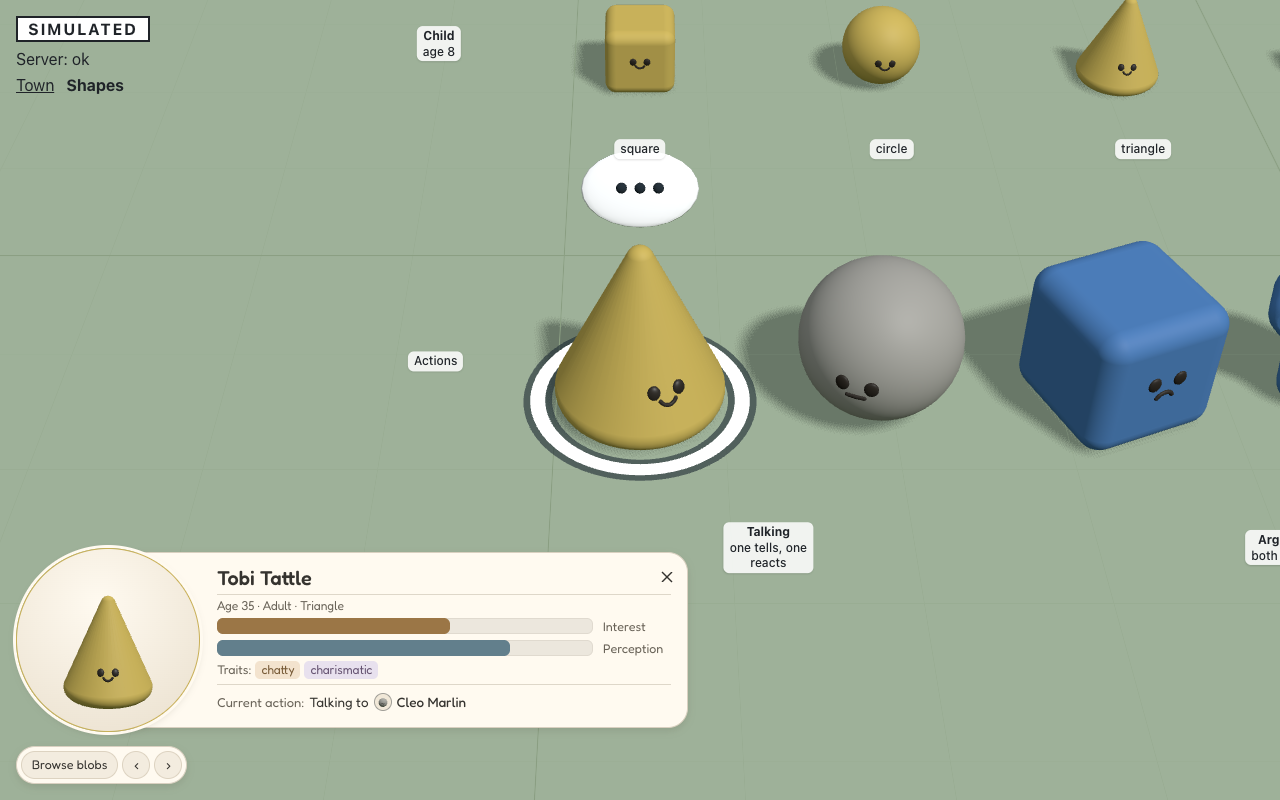 SIMULATED
Server: ok
Town Shapes
Child
age 8
square
circle
triangle
Actions
Talking
one tells, one
reacts
Arg
both
Tobi Tattle
Age 35 · Adult · Triangle
Interest
Perception
Traits: chatty charismatic
Current action: Talking to Cleo Marlin
Browse blobs ‹ ›